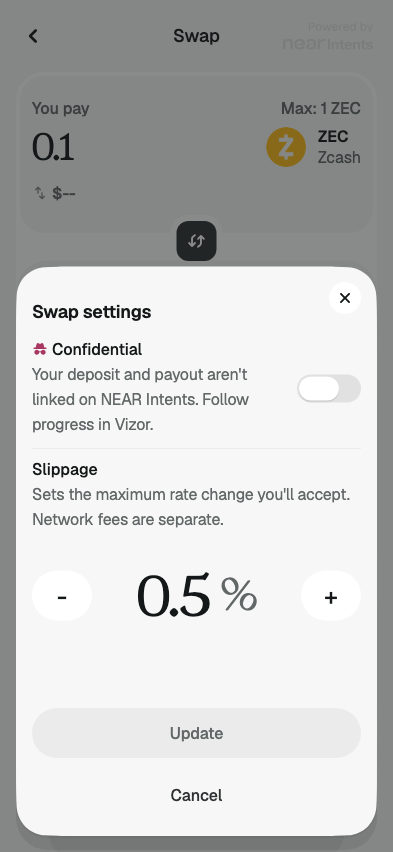 Swap
Powered by
near Intents
You pay
Max: 1 ZEC
0.1
ZEC
Zcash
$--
Swap settings
Confidential
Your deposit and payout aren't
linked on NEAR Intents. Follow
progress in Vizor.
Slippage
Sets the maximum rate change you'll accept.
Network fees are separate.
- 0.5 % +
Update
Cancel